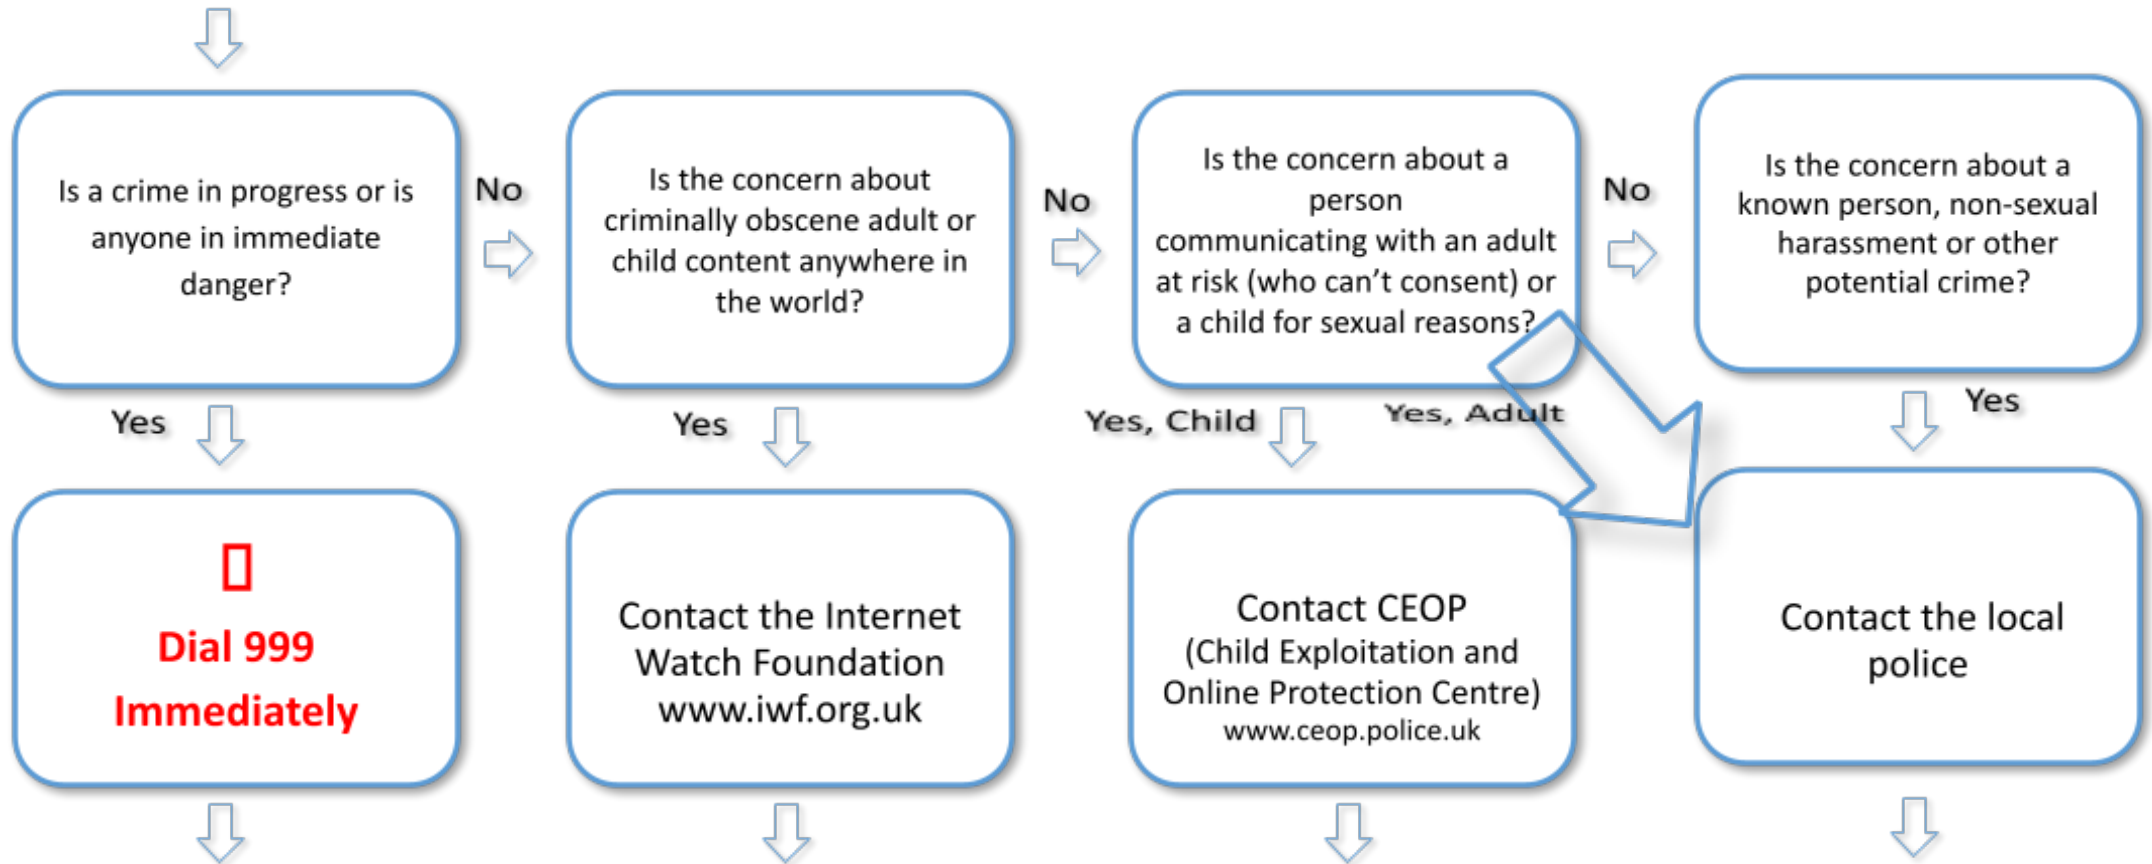 Is a crime in progress or is
anyone in immediate
danger?
No
Is the concern about
criminally obscene adult or
child content anywhere in
the world?
No
Is the concern about a
person
communicating with an adult
at risk (who can’t consent) or
a child for sexual reasons?
No
Is the concern about a
known person, non-sexual
harassment or other
potential crime?
Yes
Yes
Yes, Child
Yes, Adult
Yes
Dial 999
Immediately
Contact the Internet
Watch Foundation
www.iwf.org.uk
Contact CEOP
(Child Exploitation and
Online Protection Centre)
www.ceop.police.uk
Contact the local
police